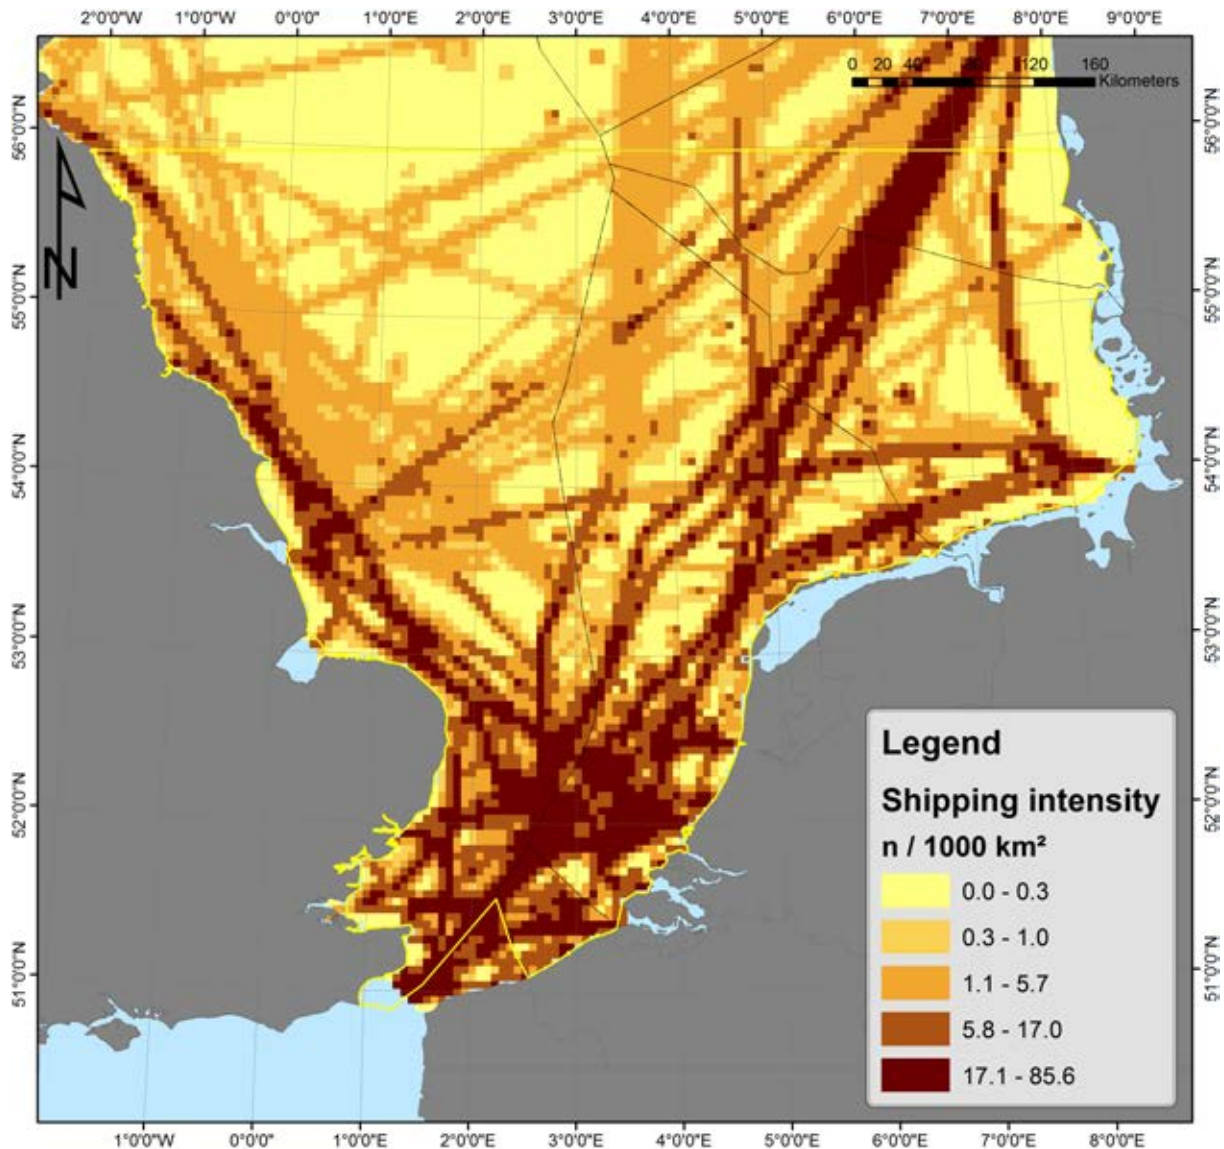 2°0'0"W 1°0'0"W 0°0'0" 1°0'0"E 2°0'0"E 3°0'0"E 4°0'0"E 5°0'0"E 6°0'0"E 7°0'0"E 8°0'0"E 9°0'0"E
0 20 40 80 120 160
Kilometers
56°0'0"N 56°0'0"N
N
55°0'0"N 55°0'0"N
54°0'0"N 54°0'0"N
53°0'0"N 53°0'0"N
52°0'0"N 52°0'0"N
51°0'0"N 51°0'0"N
Legend
Shipping intensity
n / 1000 km²
0.0 - 0.3
0.3 - 1.0
1.1 - 5.7
5.8 - 17.0
17.1 - 85.6
1°0'0"W 0°0'0" 1°0'0"E 2°0'0"E 3°0'0"E 4°0'0"E 5°0'0"E 6°0'0"E 7°0'0"E 8°0'0"E